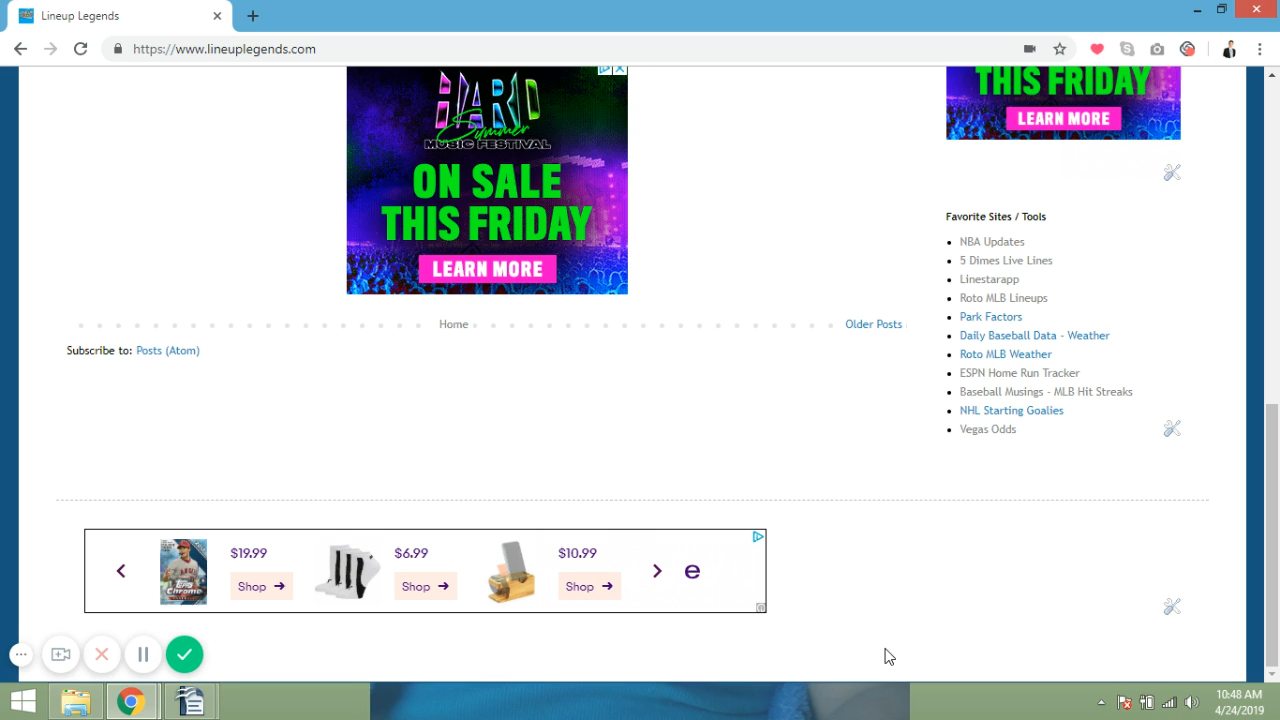 Lineup Legends
https://www.lineuplegends.com
HARD
Summer
MUSIC FESTIVAL
ON SALE
THIS FRIDAY
LEARN MORE
THIS FRIDAY
LEARN MORE
Favorite Sites / Tools
NBA Updates
5 Dimes Live Lines
Linestarapp
Roto MLB Lineups
Park Factors
Daily Baseball Data - Weather
Roto MLB Weather
ESPN Home Run Tracker
Baseball Musings - MLB Hit Streaks
NHL Starting Goalies
Vegas Odds
Home
Older Posts
Subscribe to: Posts (Atom)
$19.99
Shop →
$6.99
Shop →
$10.99
Shop →
e
Topps
Chrome
10:48 AM
4/24/2019